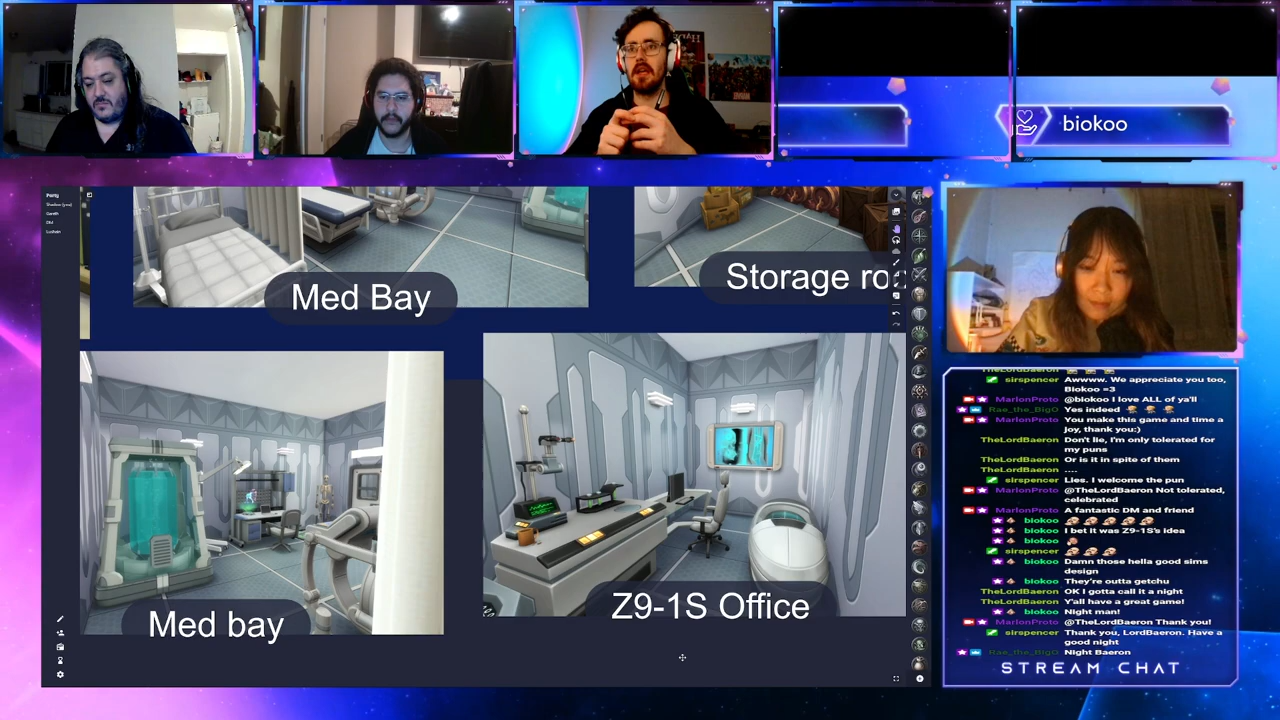 biokoo
Party
Shadow (you)
Gareth
DM
Med Bay
Storage ro
Med bay
Z9-1S Office
TheLordBaeron
sirspencer Awwww. We appreciate you too,
Biokoo =3
MarlonProto @biokoo I love ALL of ya'll
Rae_the_BigO Yes indeed
MarlonProto You make this game and time a
joy, thank you:)
TheLordBaeron Don't lie, I'm only tolerated for
my puns
TheLordBaeron Or is it in spite of them
TheLordBaeron ----
sirspencer Lies. I welcome the pun
MarlonProto @TheLordBaeron Not tolerated,
celebrated
MarlonProto A fantastic DM and friend
biokoo
biokoo I bet it was Z9-1S's idea
biokoo
sirspencer
biokoo Damn those hella good sims
design
biokoo They're outta getchu
TheLordBaeron OK I gotta call it a night
TheLordBaeron Y'all have a great game!
biokoo Night man!
MarlonProto @TheLordBaeron Thank you!
sirspencer Thank you, LordBaeron. Have a
good night
Rae_the_BigO Night Baeron
STREAM CHAT